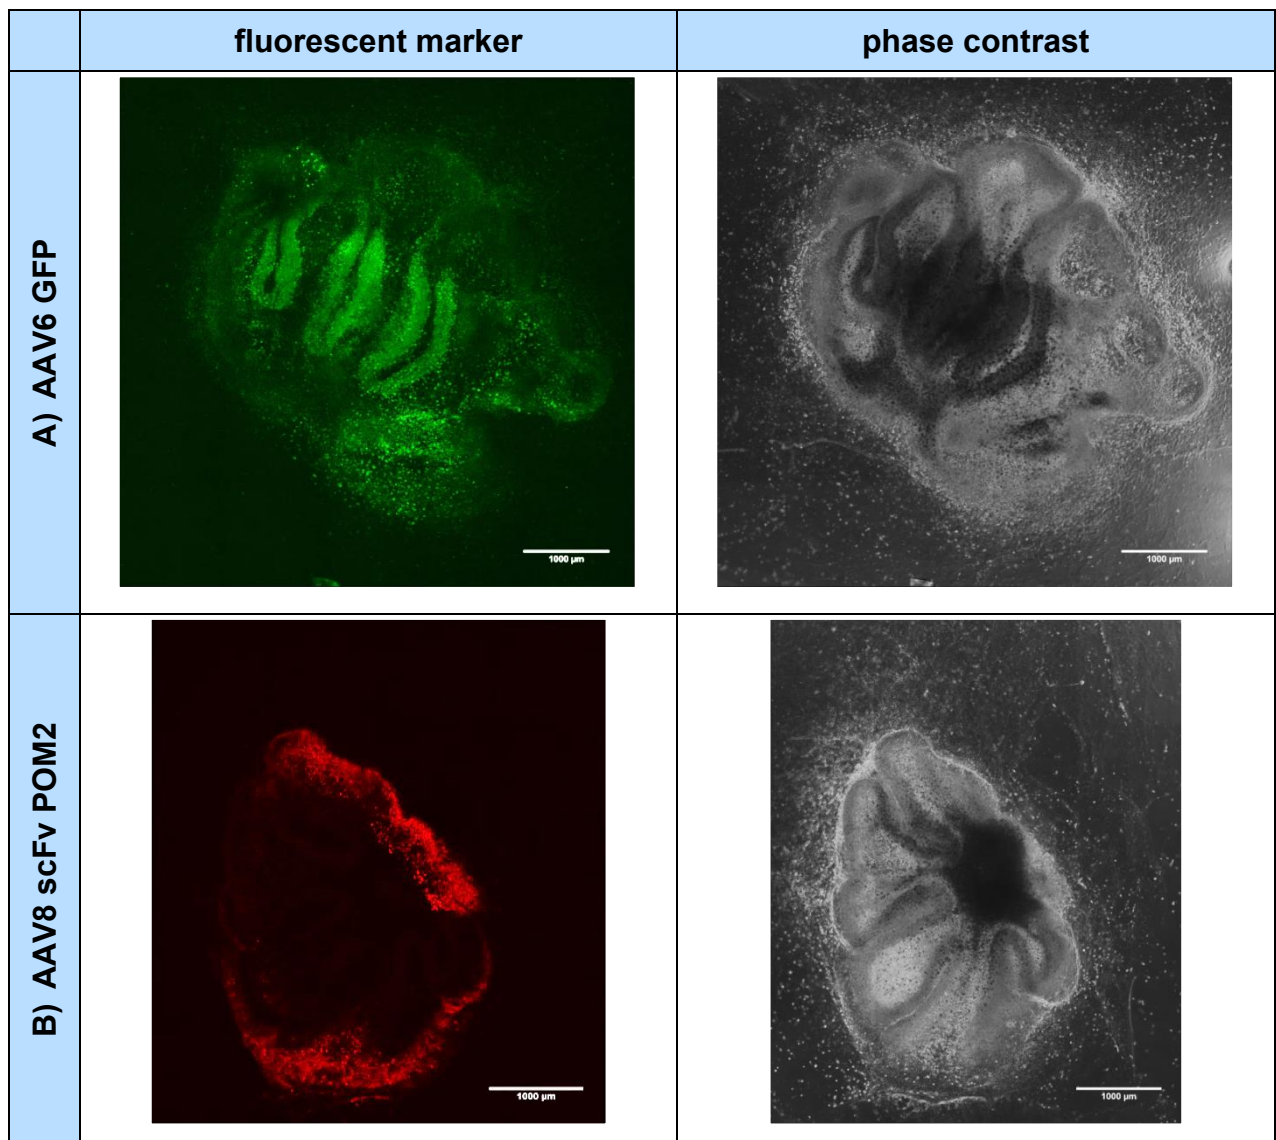 fluorescent marker
phase contrast
A) AAV6 GFP
1000 µm
1000 µm
B) AAV8 scFv POM2
1000 µm
1000 µm